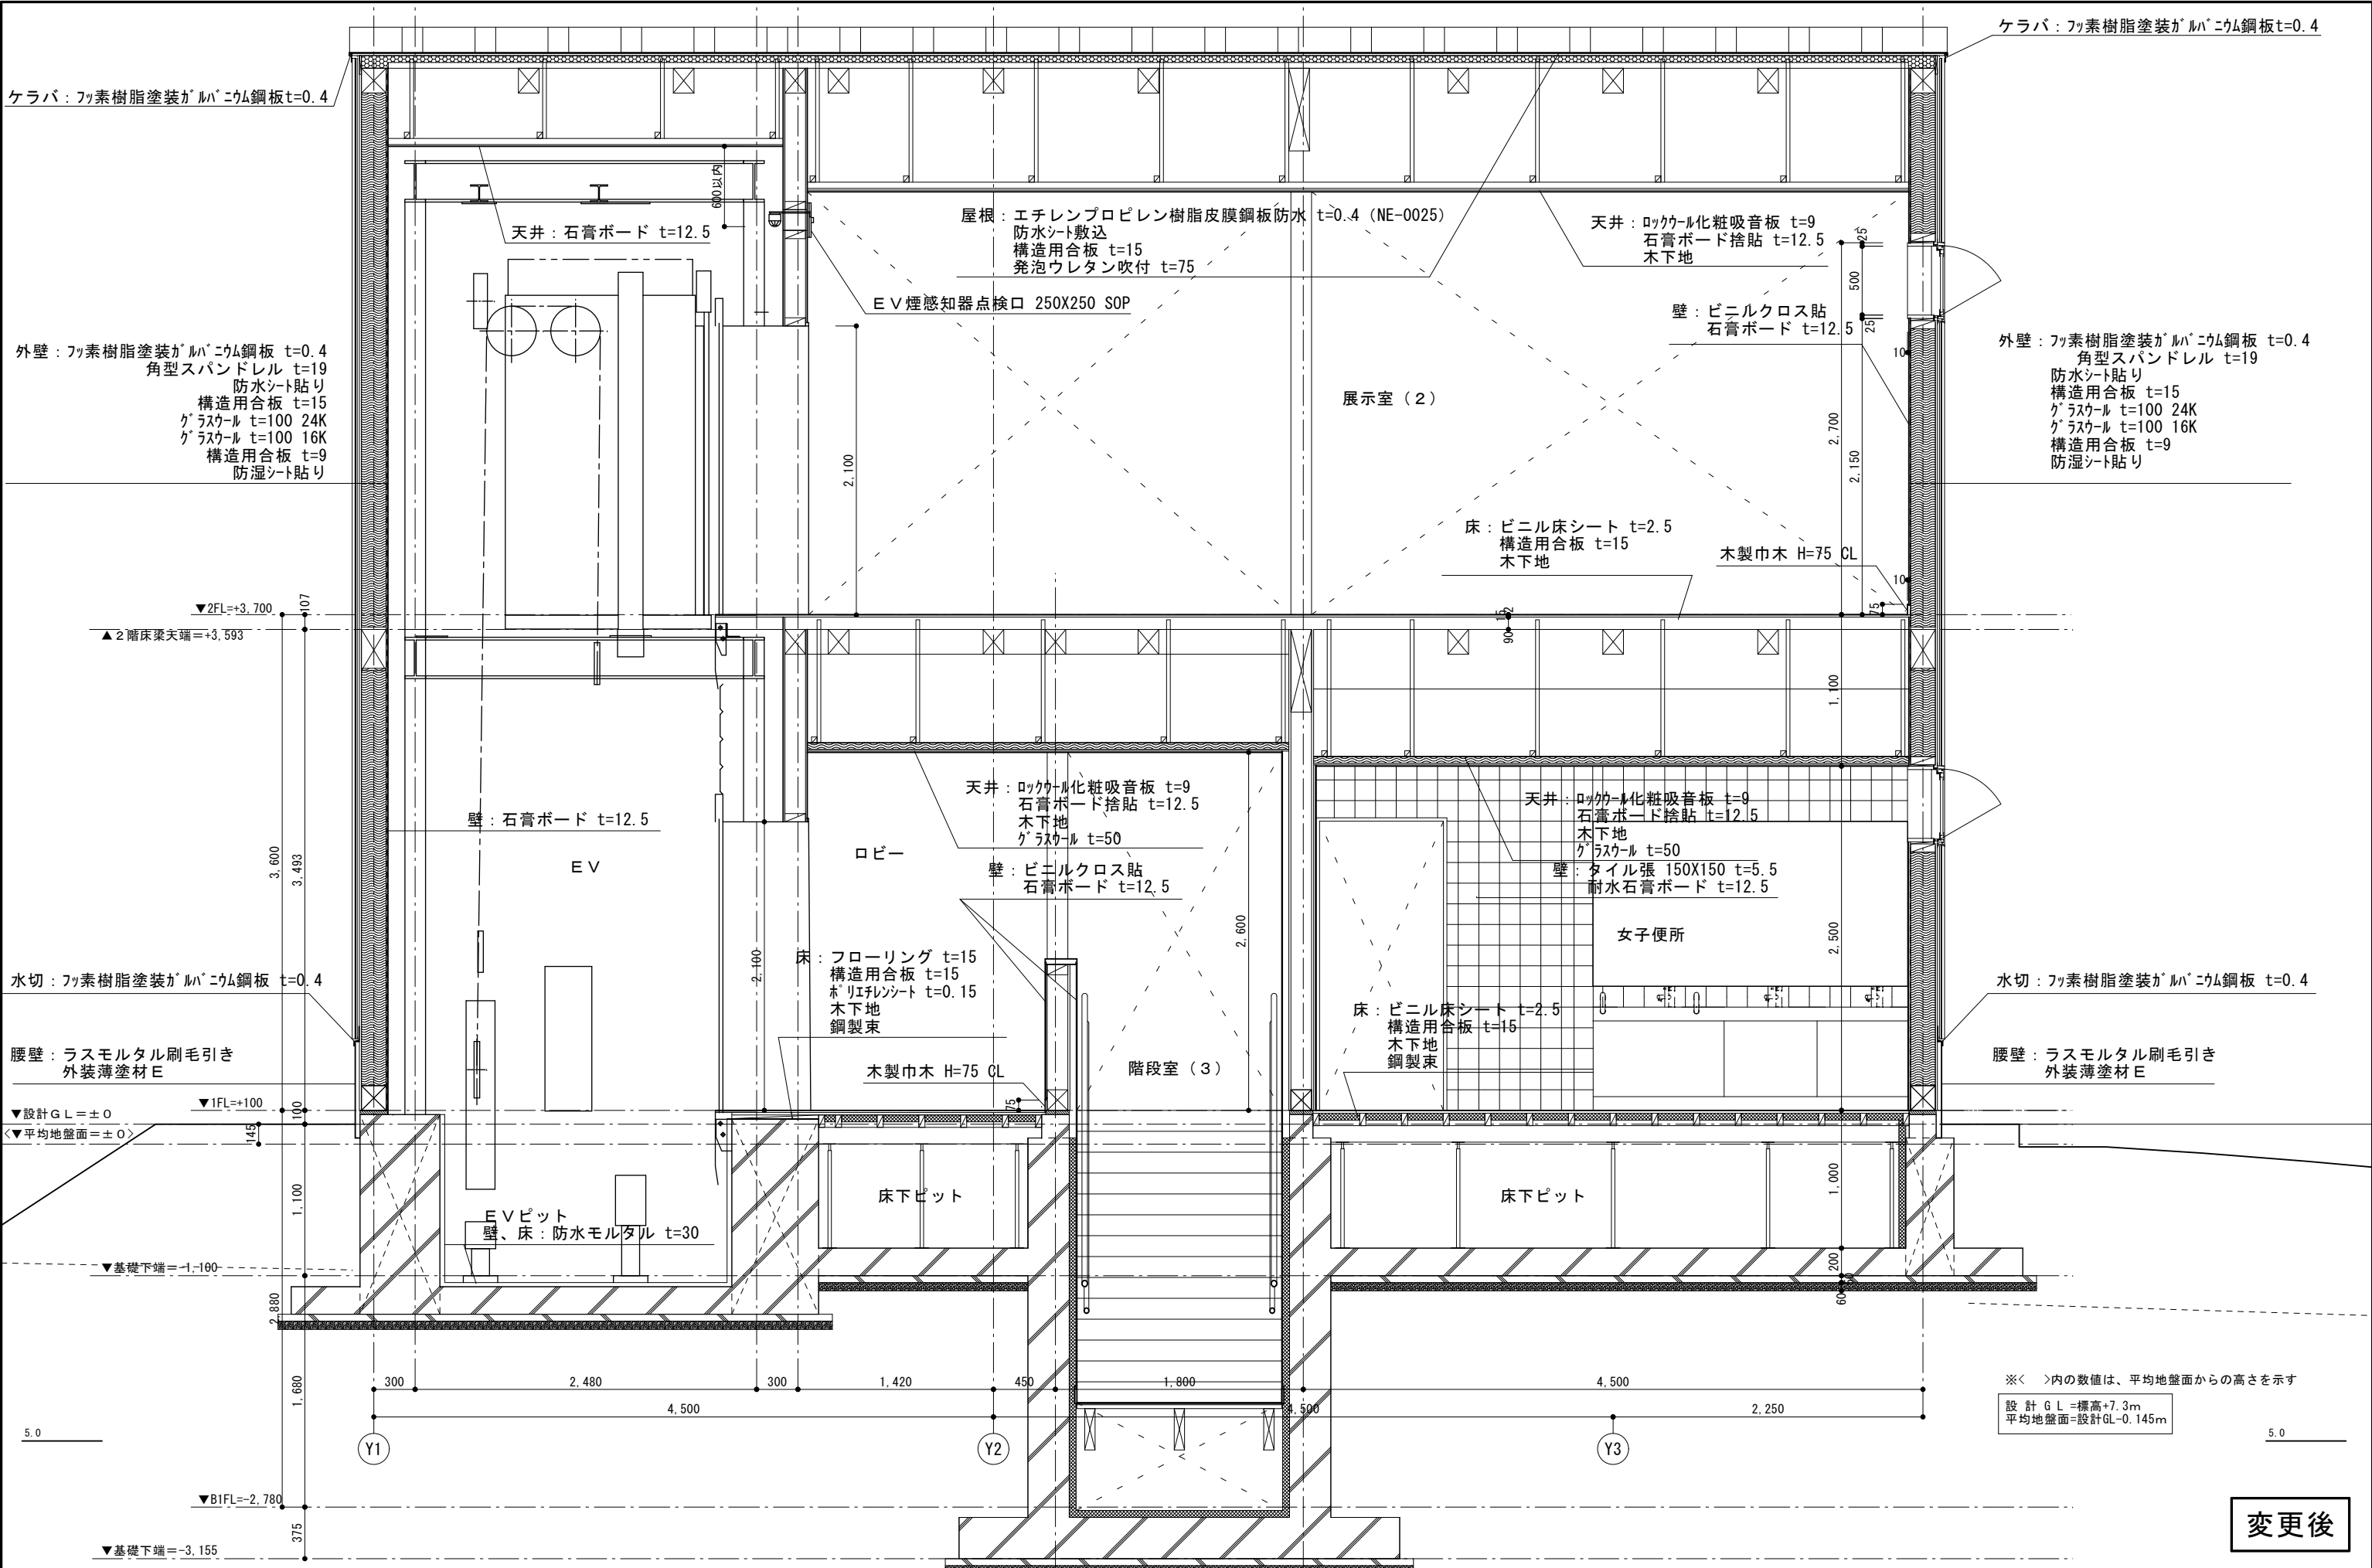 ケラバ：フッ素樹脂塗装ガルバニウム鋼板t=0.4
ケラバ：フッ素樹脂塗装ガルバニウム鋼板t=0.4
600以内
天井：石膏ボード t=12.5
屋根：エチレンプロピレン樹脂皮膜鋼板防水 t=0.4 (NE-0025)
防水シート敷込
構造用合板 t=15
発泡ウレタン吹付 t=75
天井：ロックウール化粧吸音板 t=9
石膏ボード捨貼 t=12.5
木下地
25
500
25
EV煙感知器点検口 250X250 SOP
壁：ビニルクロス貼
石膏ボード t=12.5
10
外壁：フッ素樹脂塗装ガルバニウム鋼板 t=0.4
角型スパンドレル t=19
防水シート貼り
構造用合板 t=15
グラスウール t=100 24K
グラスウール t=100 16K
構造用合板 t=9
防湿シート貼り
外壁：フッ素樹脂塗装ガルバニウム鋼板 t=0.4
角型スパンドレル t=19
防水シート貼り
構造用合板 t=15
グラスウール t=100 24K
グラスウール t=100 16K
構造用合板 t=9
防湿シート貼り
展示室（2）
2,100
2,700
2,150
床：ビニル床シート t=2.5
構造用合板 t=15
木下地
木製巾木 H=75 CL
10
75
▼2FL=+3,700
107
▲2階床梁天端=+3,593
15
2
90
1,100
天井：ロックウール化粧吸音板 t=9
石膏ボード捨貼 t=12.5
木下地
グラスウール t=50
天井：ロックウール化粧吸音板 t=9
石膏ボード捨貼 t=12.5
木下地
グラスウール t=50
壁：石膏ボード t=12.5
EV
ロビー
壁：ビニルクロス貼
石膏ボード t=12.5
壁：タイル張 150X150 t=5.5
耐水石膏ボード t=12.5
3,600
3,493
2,100
2,600
2,500
女子便所
床：フローリング t=15
構造用合板 t=15
ポリエチレンシート t=0.15
木下地
鋼製束
床：ビニル床シート t=2.5
構造用合板 t=15
木下地
鋼製束
水切：フッ素樹脂塗装ガルバニウム鋼板 t=0.4
水切：フッ素樹脂塗装ガルバニウム鋼板 t=0.4
腰壁：ラスモルタル刷毛引き
外装薄塗材E
腰壁：ラスモルタル刷毛引き
外装薄塗材E
木製巾木 H=75 CL
75
階段室（3）
▼設計GL=±0
<▼平均地盤面=±0>
▼1FL=+100
100
145
1,100
床下ピット
床下ピット
1,000
EVピット
壁、床：防水モルタル t=30
▼基礎下端=-1,100
200
60
60
2,880
1,680
300
2,480
300
1,420
450
1,800
4,500
4,500
4,500
2,250
Y1
Y2
Y3
5.0
5.0
※< >内の数値は、平均地盤面からの高さを示す
設計GL=標高+7.3m
平均地盤面=設計GL-0.145m
▼B1FL=-2,780
375
▼基礎下端=-3,155
変更後